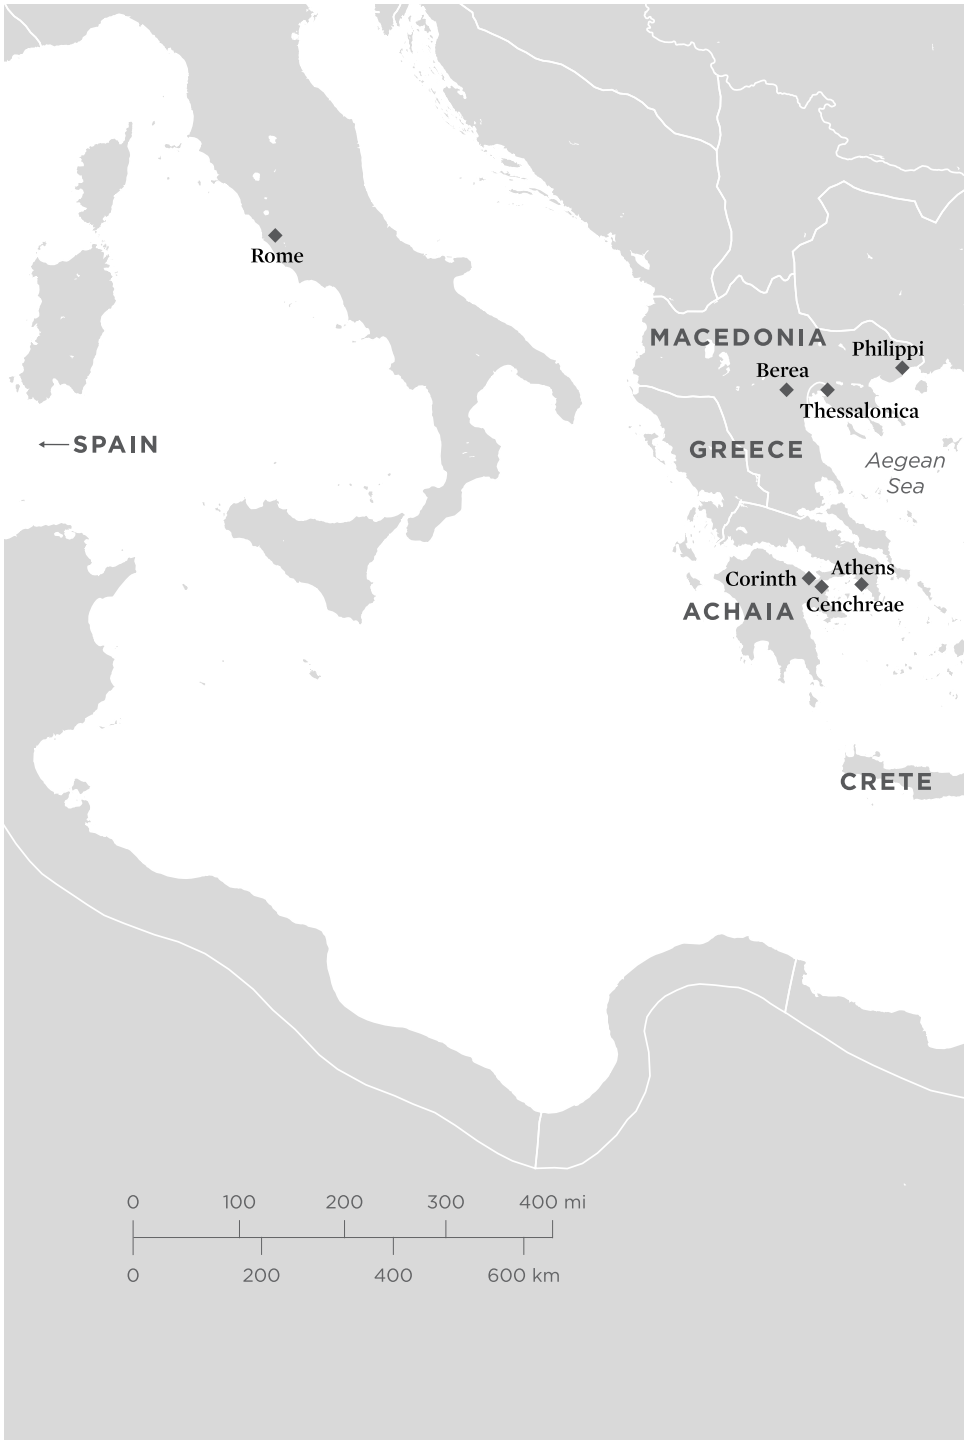 Rome
MACEDONIA
Philippi
Berea
Thessalonica
SPAIN
GREECE
Aegean
Sea
Athens
Corinth
Cenchreae
ACHAIA
CRETE
0 100 200 300 400 mi
0 200 400 600 km